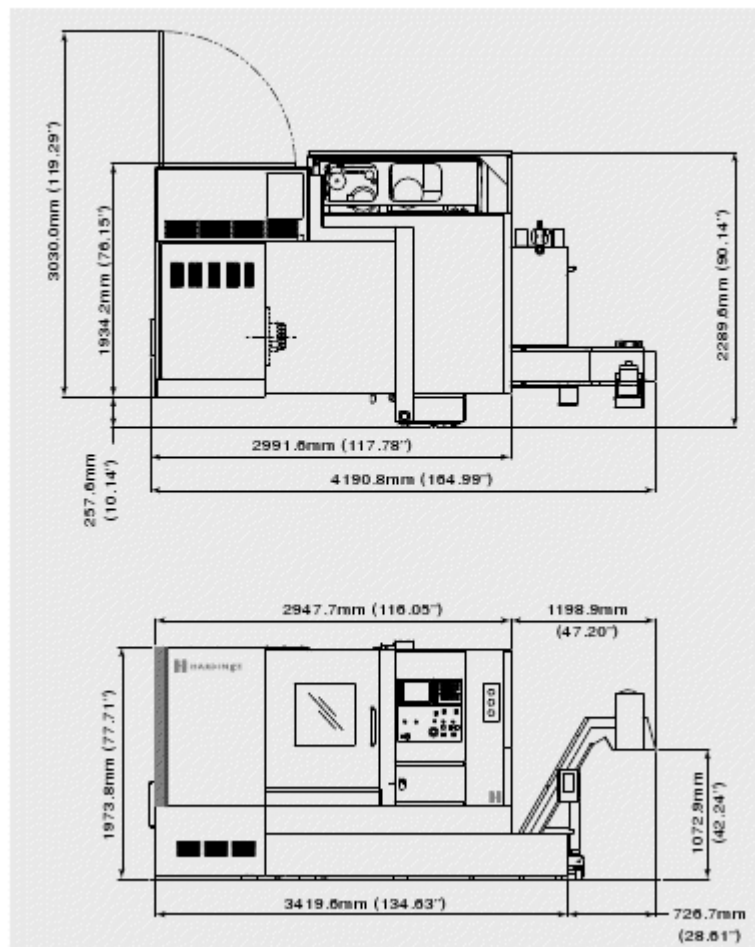 3030.0mm (119.29")
1934.2mm (76.15")
2289.6mm (90.14")
257.6mm
(10.14")
2991.6mm (117.78")
4190.8mm (164.99")
2947.7mm (116.05")
1198.9mm
(47.20")
HARDINGE
1973.8mm (77.71")
1072.9mm
(42.24")
3419.6mm (134.63")
726.7mm
(28.61")